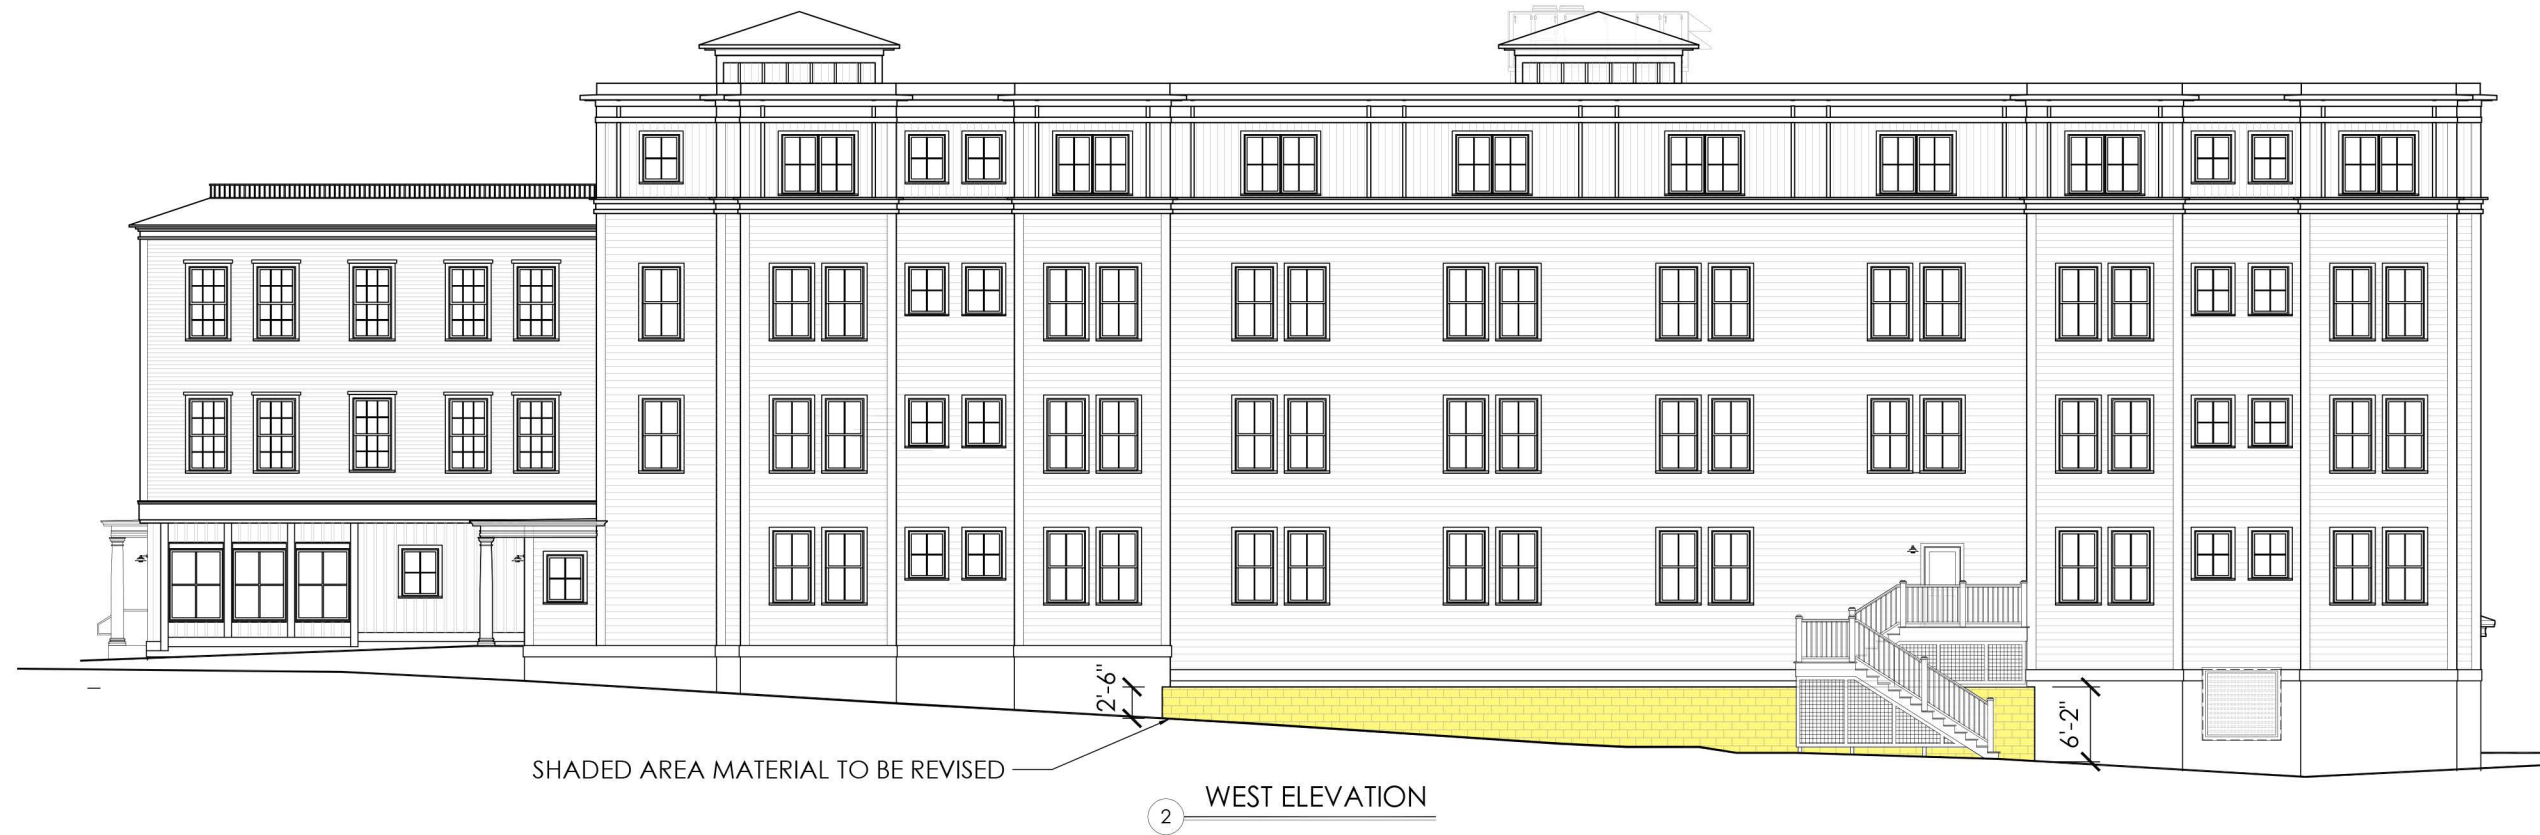 2'-6"
6'-2"
SHADED AREA MATERIAL TO BE REVISED
WEST ELEVATION
2